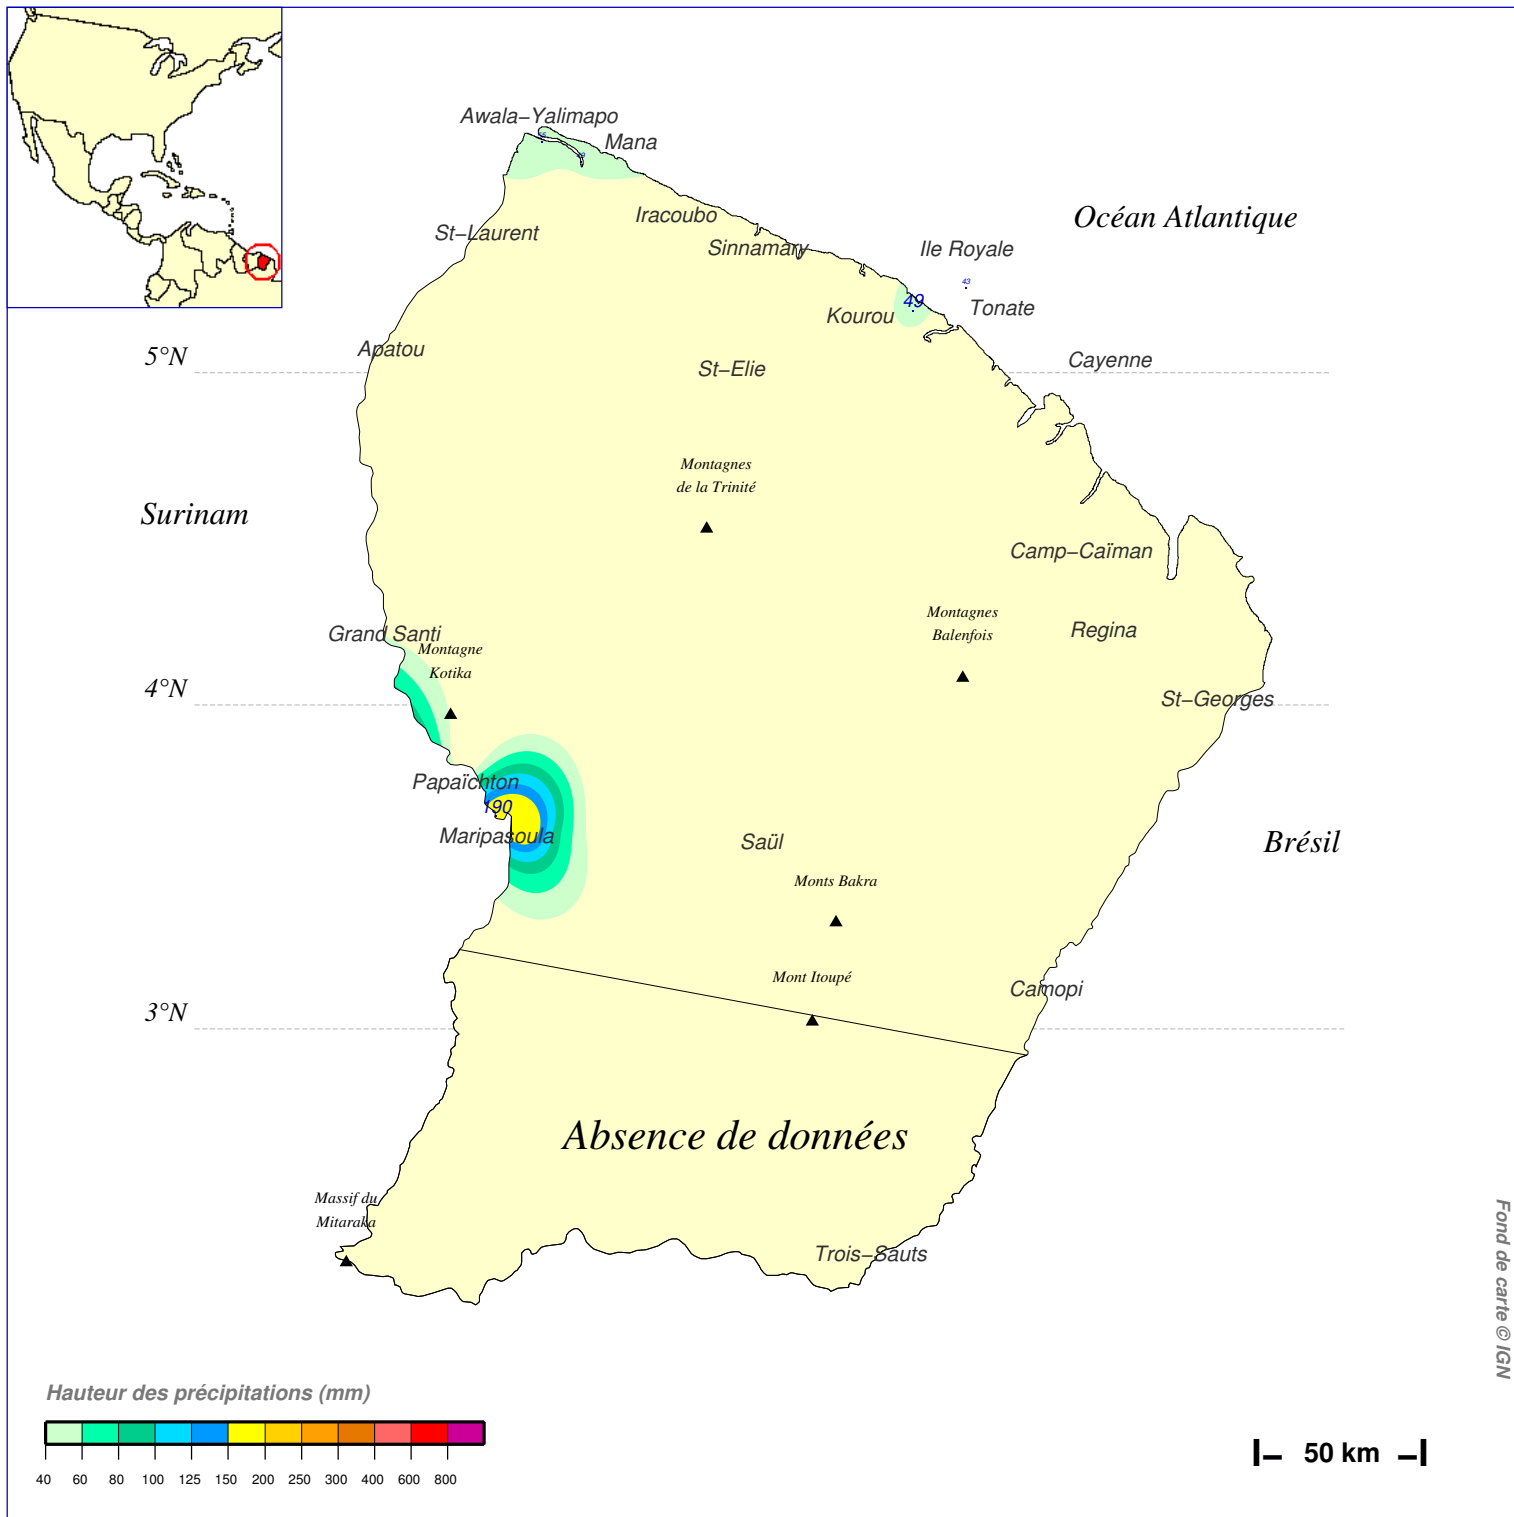 Awala−Yalimapo
Mana
Océan Atlantique
Iracoubo
St−Laurent
Sinnamary
Ile Royale
43
49
Tonate
Kourou
5°N
Apatou
Cayenne
St−Elie
Montagnes
de la Trinité
Surinam
Camp−Caïman
Montagnes
Balenfois
Regina
Grand Santi
Montagne
Kotika
4°N
St−Georges
Papaïchton
190
Maripasoula
Saül
Brésil
Monts Bakra
Mont Itoupé
Camopi
3°N
Absence de données
Massif du
Mitaraka
Trois−Sauts
Fond de carte © IGN
Hauteur des précipitations (mm)
40 60 80 100 125 150 200 250 300 400 600 800
50 km